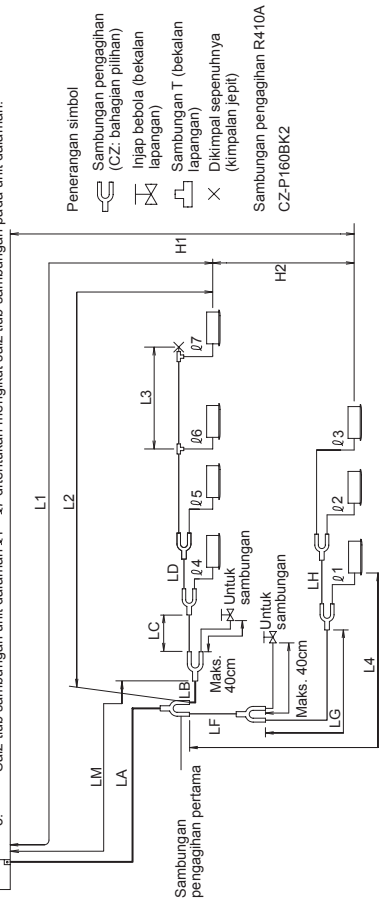 Saiz tiub sambungan unit dalaman ditentukan mengikut saiz tiub sambungan pada unit dalaman.
L1
L2
LM
LA
L3
H1
H2
LB
LC
LD
ℓ4
ℓ5
ℓ6
ℓ7
Maks.
40cm
Untuk
sambungan
LF
Sambungan
pengagihan pertama
Maks. 40cm
Untuk
sambungan
LG
LH
ℓ1
ℓ2
ℓ3
L4
Penerangan simbol
Sambungan pengagihan
(CZ: bahagian pilihan)
Injap bebola (bekalan
lapangan)
Sambungan T (bekalan
lapangan)
Dikimpal sepenuhnya
(kimpalan jepit)
Sambungan pengagihan R410A
CZ-P160BK2